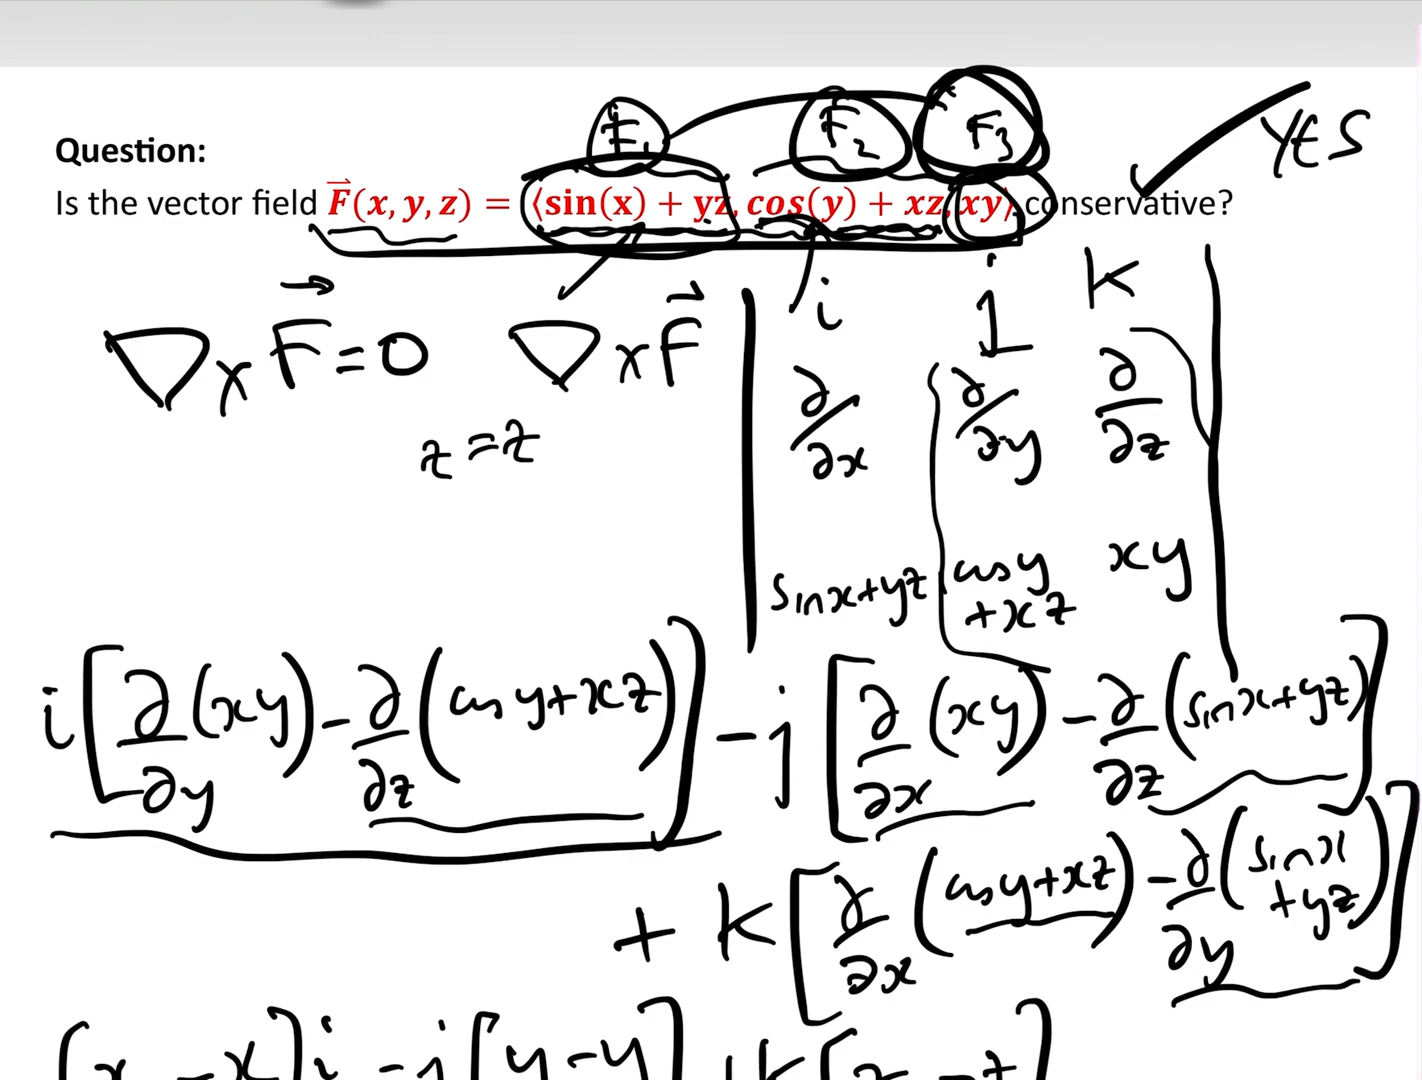 F₁ F₂ F₃ YES
Question:
Is the vector field F⃗(x, y, z) = ⟨sin(x) + yz, cos(y) + xz, xy⟩ conservative?
i j k
∇ x F⃗ = 0 ∇ x F⃗
∂/∂x ∂/∂y ∂/∂z
z = z
sinx+yz cosy+xz xy
i[∂/∂y(xy) - ∂/∂z(cosy+xz)] - j[∂/∂x(xy) - ∂/∂z(sinx+yz)]
+ k[∂/∂x(cosy+xz) - ∂/∂y(sinx+yz)]
(x - x)i - j[y - y] + k[z - z]